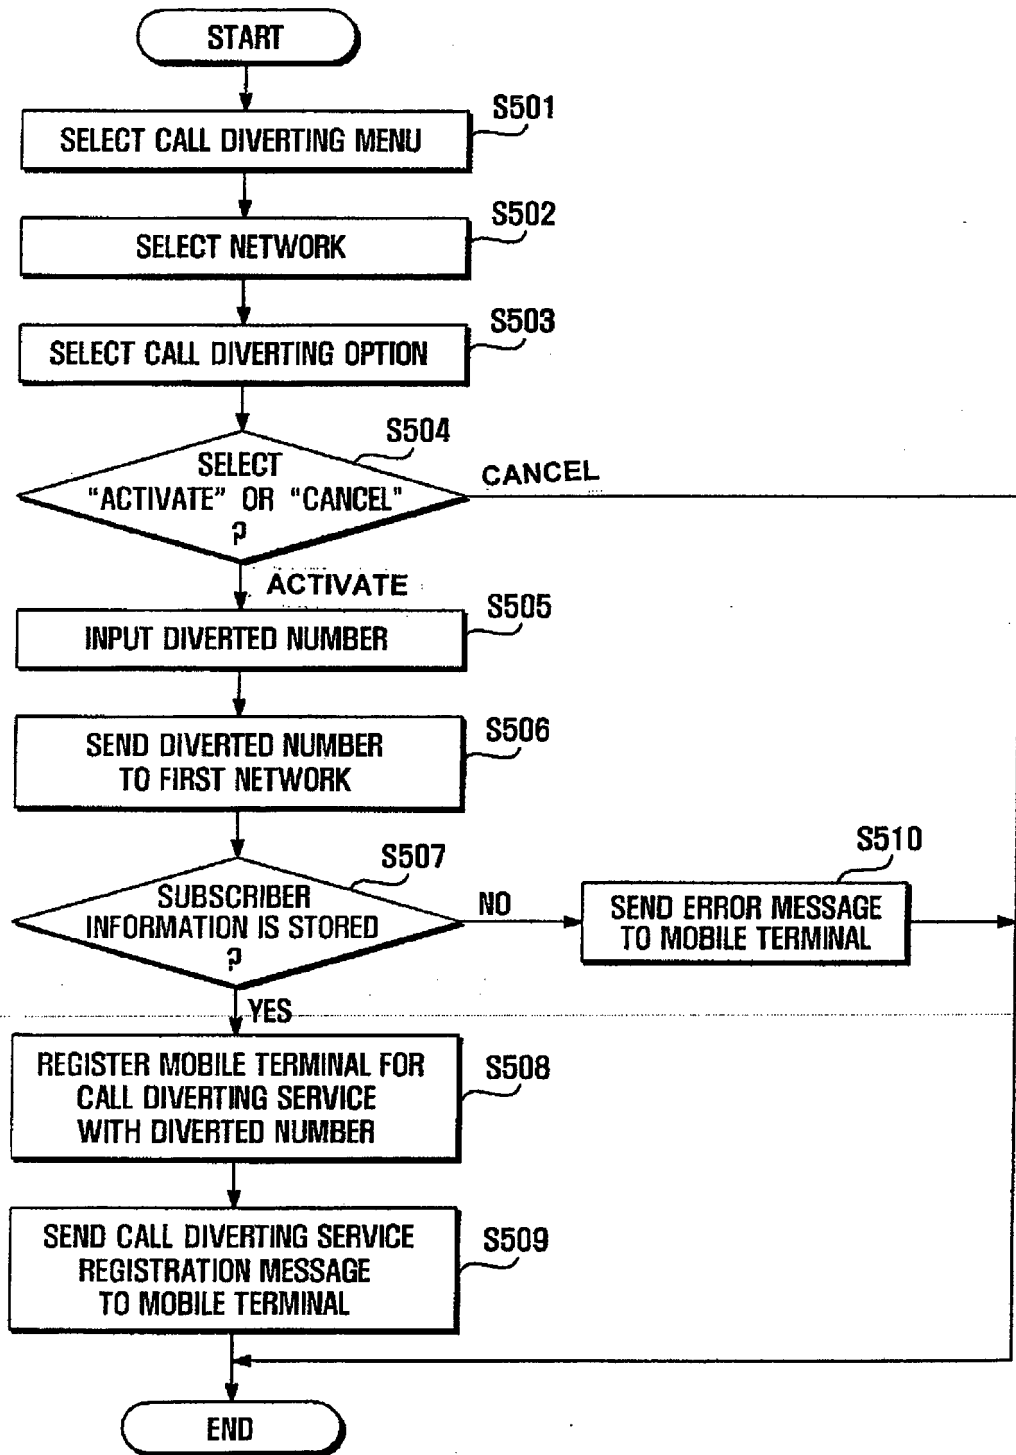 START
S501
SELECT CALL DIVERTING MENU
S502
SELECT NETWORK
S503
SELECT CALL DIVERTING OPTION
S504
SELECT
"ACTIVATE" OR "CANCEL"
?
CANCEL
ACTIVATE
S505
INPUT DIVERTED NUMBER
S506
SEND DIVERTED NUMBER
TO FIRST NETWORK
S507
SUBSCRIBER
INFORMATION IS STORED
?
NO
S510
SEND ERROR MESSAGE
TO MOBILE TERMINAL
YES
S508
REGISTER MOBILE TERMINAL FOR
CALL DIVERTING SERVICE
WITH DIVERTED NUMBER
S509
SEND CALL DIVERTING SERVICE
REGISTRATION MESSAGE
TO MOBILE TERMINAL
END